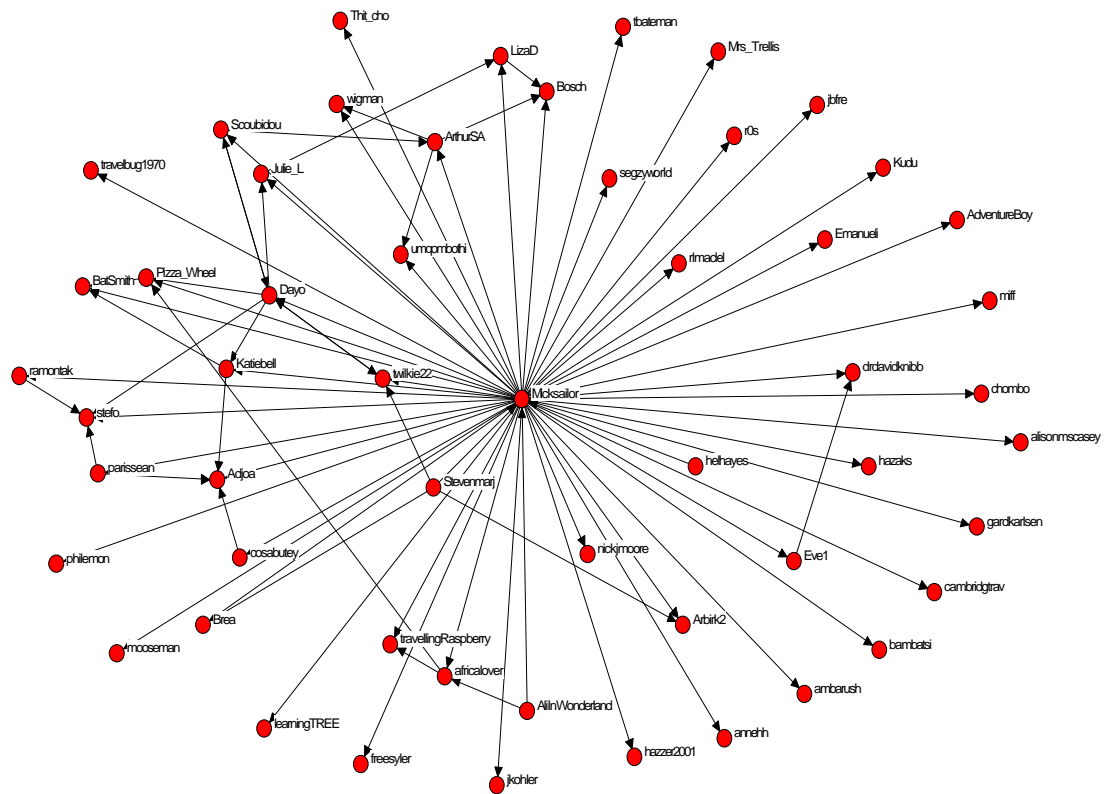 Thit_cho
tbateman
LizaD
Mrs_Trellis
Bosch
wigman
jbfre
Scoubidou
ArthurSA
r0s
travelbug1970
Julie_L
segzyworld
Kudu
AdventureBoy
Emanueli
umopmbothi
rlmadel
BatSmith
Pizza_Wheel
Dayo
miff
ramontak
Katiebell
twilkie22
drdavidknibb
Mcksailor
chombo
stefo
alisonmscasey
parissean
Adjoa
helhayes
hazaks
Stevenmarj
gardkarlsen
philemon
cosabutey
nickjmoore
Eve1
cambridgtrav
Brea
Arbirk2
mooseman
travellingRaspberry
bambatsi
africalover
ambarush
AliInWonderland
learningTREE
annehh
freesyler
hazzer2001
jkohler